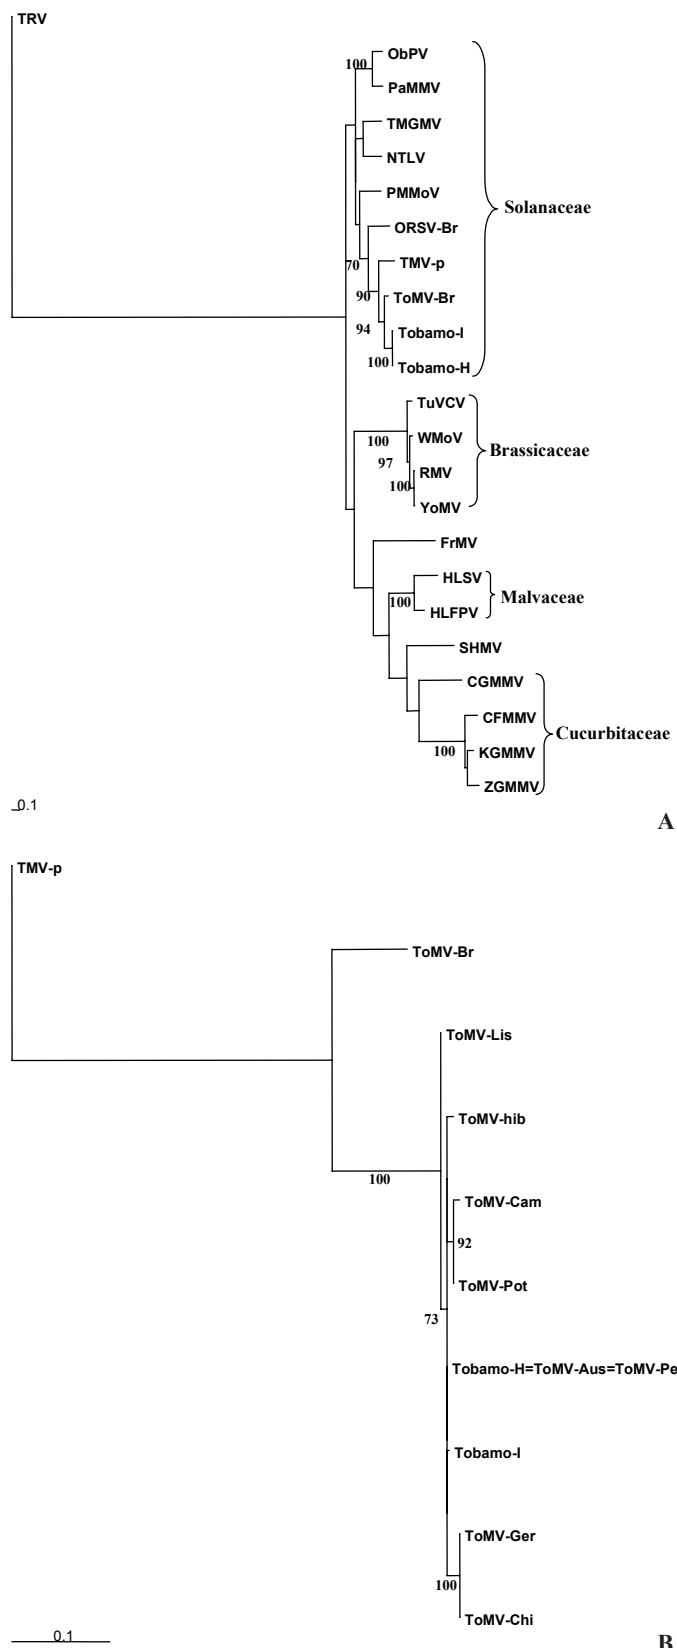 TRV
ObPV
100
PaMMV
TMGMV
NTLV
PMMoV
Solanaceae
ORSV-Br
70
TMV-p
90
ToMV-Br
94
Tobamo-I
100
Tobamo-H
TuVCV
100
WMoV
Brassicaceae
97
RMV
100
YoMV
FrMV
HLSV
100
Malvaceae
HLFPV
SHMV
CGMMV
CFMMV
Cucurbitaceae
100
KGMMV
ZGMMV
0.1
A
TMV-p
ToMV-Br
ToMV-Lis
ToMV-hib
100
ToMV-Cam
92
ToMV-Pot
73
Tobamo-H=ToMV-Aus=ToMV-Pe
Tobamo-I
ToMV-Ger
100
ToMV-Chi
0.1
B